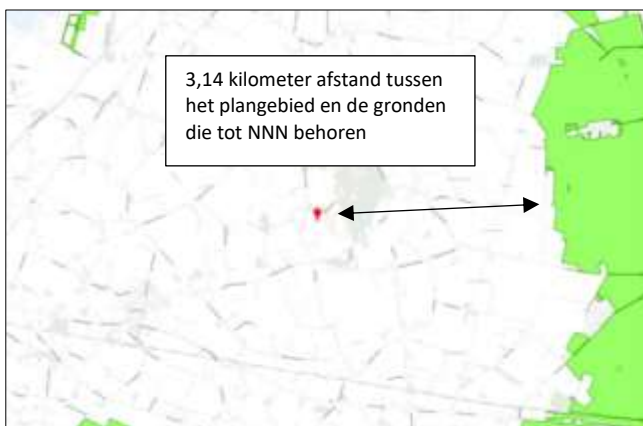 3,14 kilometer afstand tussen
het plangebied en de gronden
die tot NNN behoren